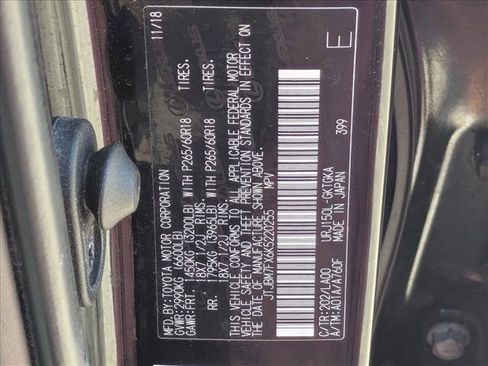 MFD.BY:TOYOTA MOTOR CORPORATION 11/18
GVWR:2990KG (6600LB)
GAWR:FRT. 1450KG (3200LB) WITH P265/60R18 TIRES,
18X7 1/2J RIMS.
RR. 1795KG (3965LB) WITH P265/60R18 TIRES,
18X7 1/2J RIMS.
THIS VEHICLE CONFORMS TO ALL APPLICABLE FEDERAL MOTOR
VEHICLE SAFETY AND THEFT PREVENTION STANDARDS IN EFFECT ON
THE DATE OF MANUFACTURE SHOWN ABOVE.
JTJBM7FX6K5220255 MPV
E
399
C/TR:202/LA00 URJ150L-GKTGKA
A/TM:A01A/A760F MADE IN JAPAN